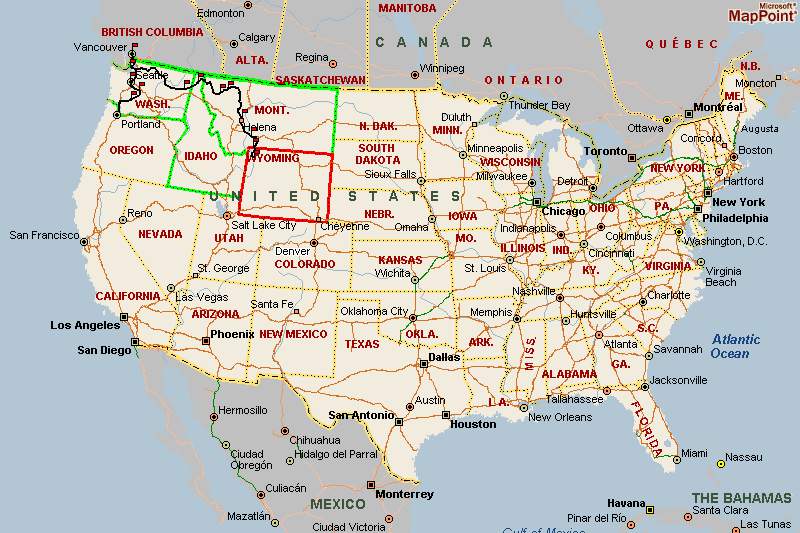 Microsoft®
MapPoint®
MANITOBA
Edmonton
BRITISH COLUMBIA
Calgary
CANADA
QUÉBEC
Vancouver
ALTA.
Regina
Winnipeg
N.B.
Moncton
SASKATCHEWAN
ONTARIO
Seattle
ME.
WASH.
MONT.
Thunder Bay
Montréal
Portland
Helena
N. DAK.
Duluth
MINN.
Ottawa
Augusta
Concord
OREGON
IDAHO
WYOMING
SOUTH
DAKOTA
Minneapolis
WISCONSIN
Toronto
Boston
Sioux Falls
Milwaukee
Detroit
NEW YORK
Hartford
UNITED STATES
Chicago
New York
Reno
Salt Lake City
Cheyenne
NEBR.
Omaha
IOWA
OHIO
PA.
Philadelphia
San Francisco
NEVADA
UTAH
Denver
MO.
Indianapolis
Columbus
Washington, D.C.
COLORADO
KANSAS
ILLINOIS
IND.
Cincinnati
St. George
Wichita
St. Louis
KY.
VIRGINIA
Virginia
Beach
CALIFORNIA
Las Vegas
Santa Fe
Nashville
Charlotte
Los Angeles
ARIZONA
Oklahoma City
Memphis
Huntsville
San Diego
Phoenix
NEW MEXICO
TEXAS
OKLA.
ARK.
MISS.
Atlanta
S.C.
Atlantic
Ocean
Dallas
ALABAMA
GA.
Savannah
Jacksonville
Hermosillo
Austin
LA.
Tallahassee
San Antonio
Houston
New Orleans
FLORIDA
Chihuahua
Ciudad
Obregón
Hidalgo del Parral
Miami
Nassau
Culiacán
Monterrey
MEXICO
Havana
THE BAHAMAS
Mazatlán
Ciudad Victoria
Pinar del Río
Santa Clara
Las Tunas
Gulf of Mexico